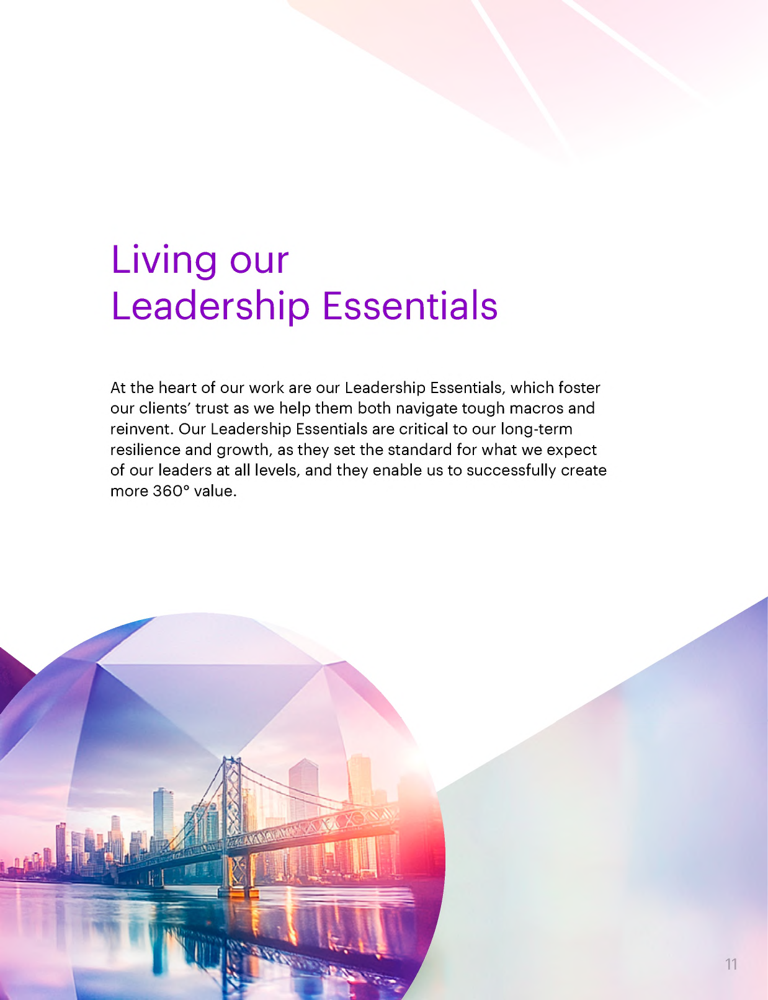 Living our
Leadership Essentials
At the heart of our work are our Leadership Essentials, which foster
our clients’ trust as we help them both navigate tough macros and
reinvent. Our Leadership Essentials are critical to our long-term
resilience and growth, as they set the standard for what we expect
of our leaders at all levels, and they enable us to successfully create
more 360° value.
11